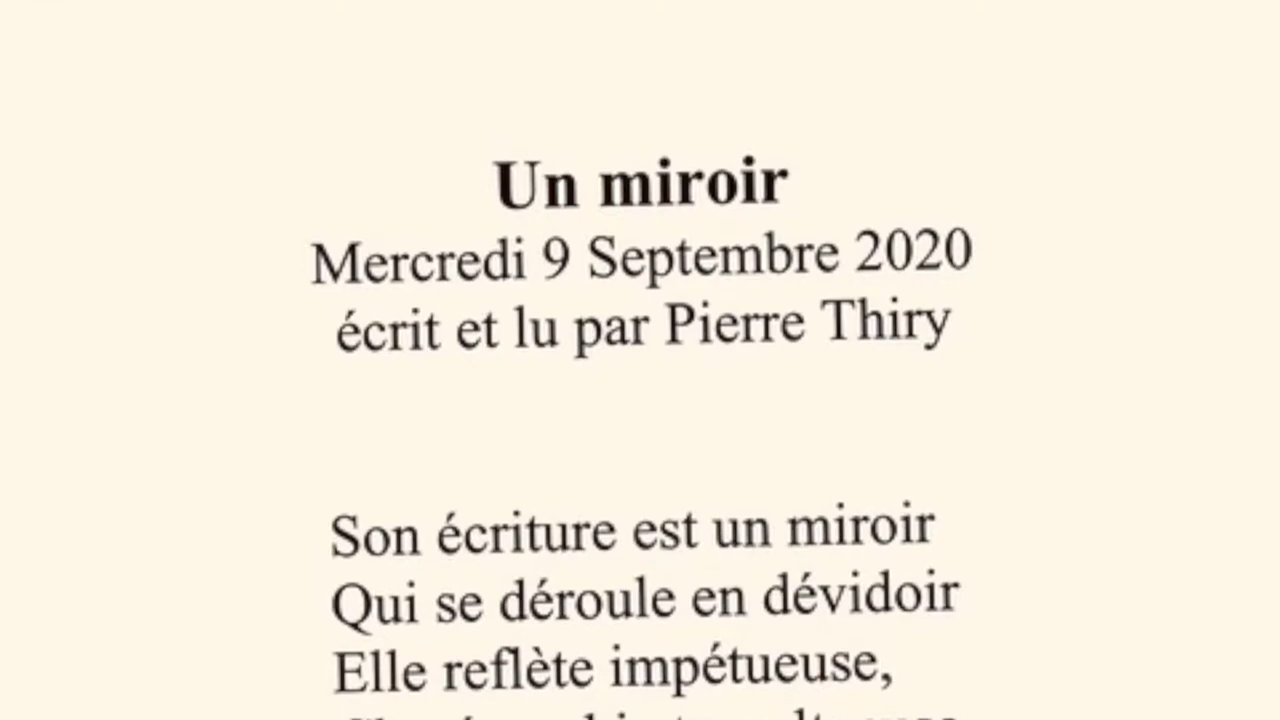 Un miroir
Mercredi 9 Septembre 2020
écrit et lu par Pierre Thiry
Son écriture est un miroir
Qui se déroule en dévidoir
Elle reflète impétueuse,